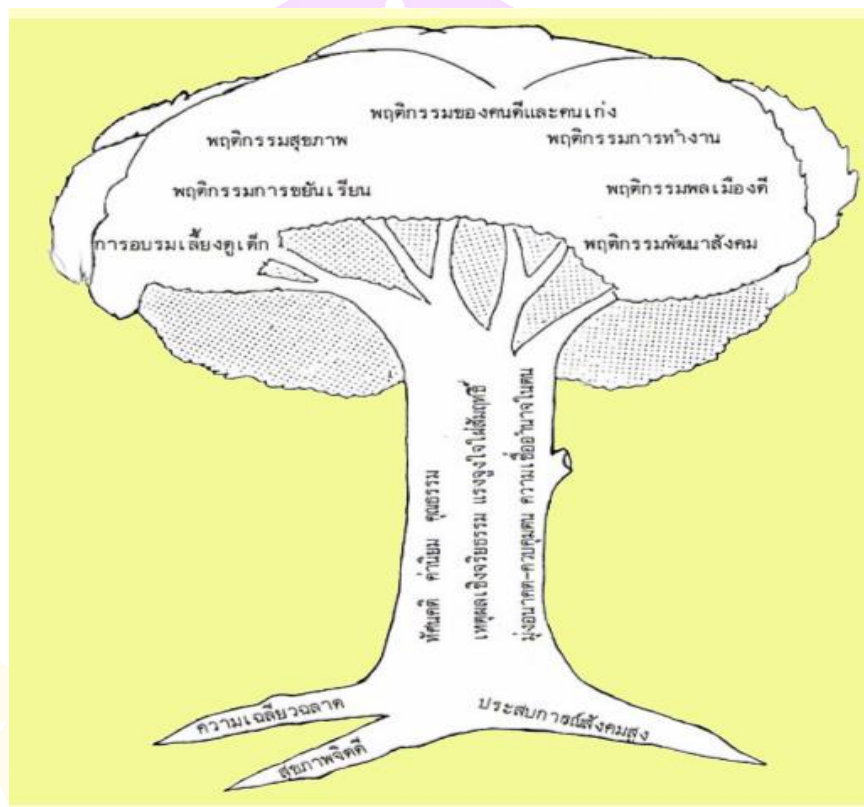 พฤติกรรมของคนดีและคนเก่ง
พฤติกรรมสุขภาพ
พฤติกรรมการทำงาน
พฤติกรรมการขยันเรียน
พฤติกรรมพลเมืองดี
การอบรมเลี้ยงดูเด็ก
พฤติกรรมพัฒนาสังคม
ทัศนคติ ค่านิยม คุณธรรม
เหตุผลเชิงจริยธรรม แรงจูงใจใฝ่สัมฤทธิ์
มุ่งอนาคต-ควบคุมตน ความเชื่ออำนาจในตน
ความเฉลียวฉลาด
สุขภาพจิตดี
ประสบการณ์สังคมสูง